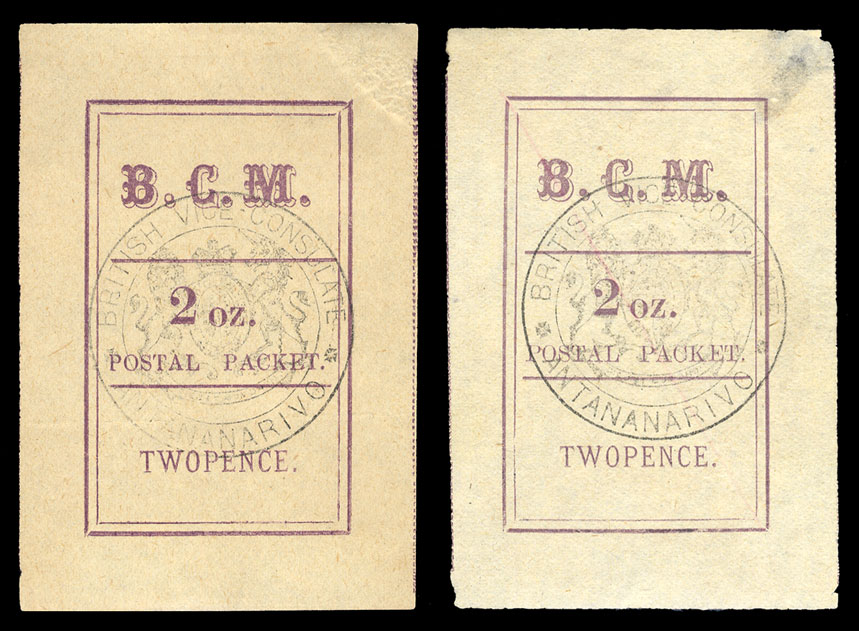 B. C. M.
BRITISH VICE-CONSULATE
2 OZ.
POSTAL PACKET.
ANTANANARIVO
TWOPENCE.
B. C. M.
BRITISH VICE-CONSULATE
2 OZ.
POSTAL PACKET.
ANTANANARIVO
TWOPENCE.